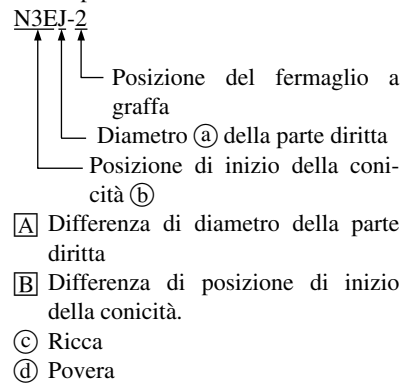 N3EJ-2
Posizione del fermaglio a
graffa
Diametro ⓐ della parte diritta
Posizione di inizio della coni-
cità ⓑ
A Differenza di diametro della parte
diritta
B Differenza di posizione di inizio
della conicità.
ⓒ Ricca
ⓓ Povera